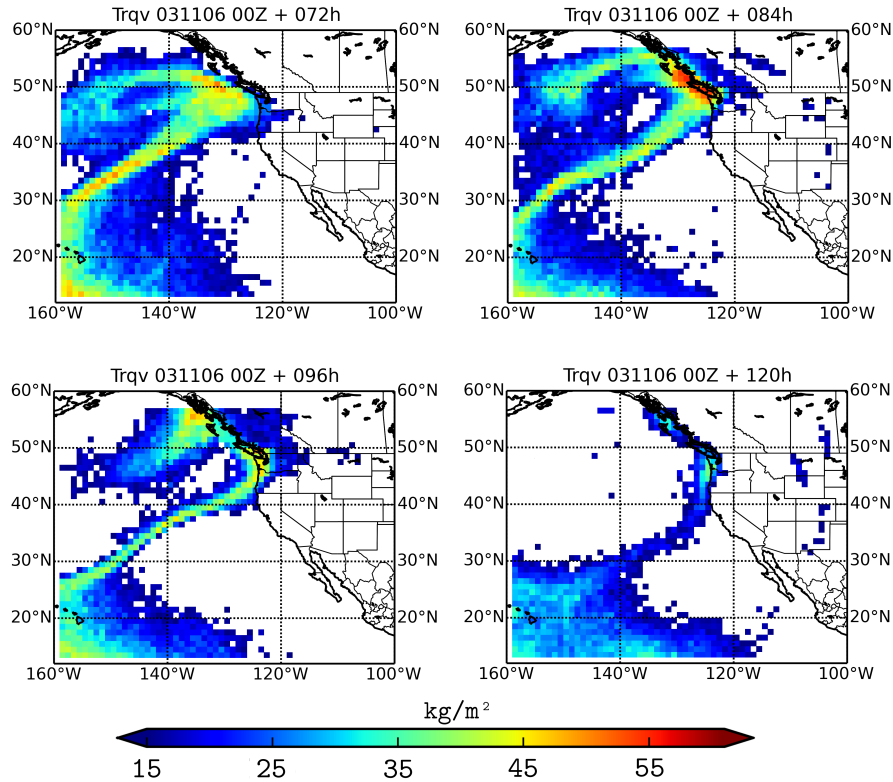 Trqv 031106 00Z + 072h
60°N 60°N
50°N 50°N
40°N 40°N
30°N 30°N
20°N 20°N
160°W 140°W 120°W 100°W
Trqv 031106 00Z + 084h
60°N 60°N
50°N 50°N
40°N 40°N
30°N 30°N
20°N 20°N
160°W 140°W 120°W 100°W
Trqv 031106 00Z + 096h
60°N 60°N
50°N 50°N
40°N 40°N
30°N 30°N
20°N 20°N
160°W 140°W 120°W 100°W
Trqv 031106 00Z + 120h
60°N 60°N
50°N 50°N
40°N 40°N
30°N 30°N
20°N 20°N
160°W 140°W 120°W 100°W
kg/m²
15 25 35 45 55